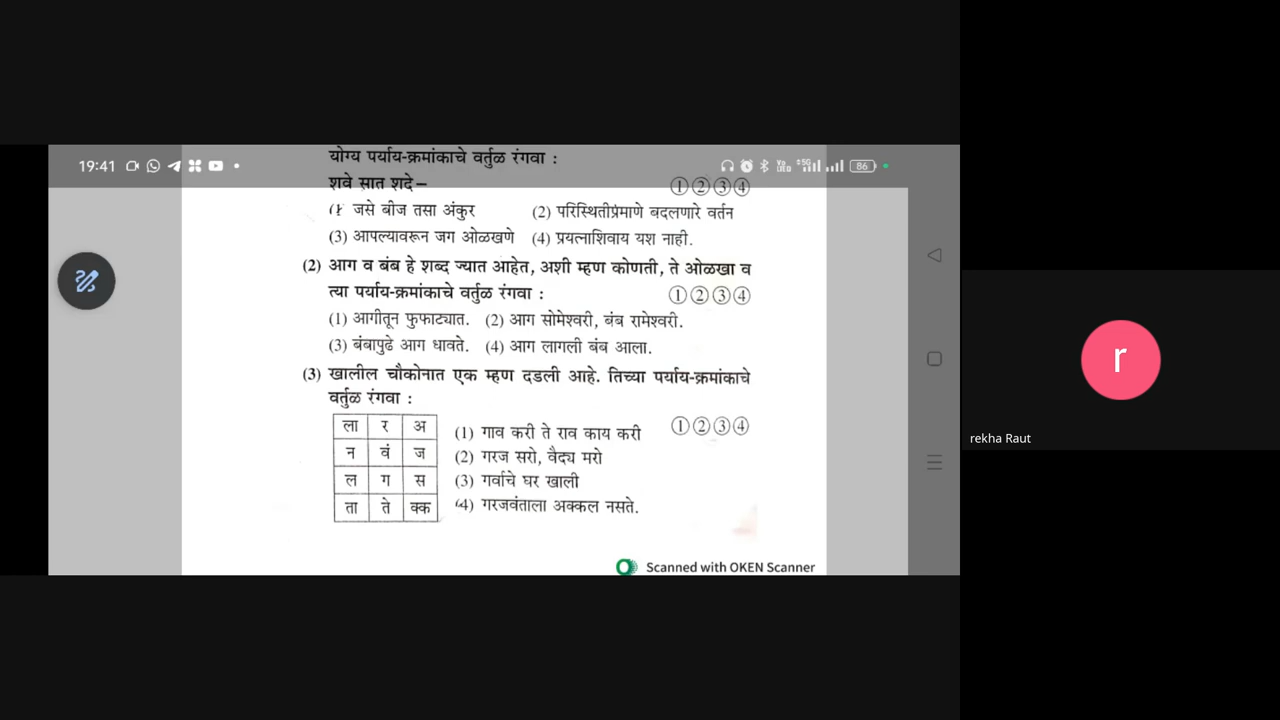 19:41
86
योग्य पर्याय-क्रमांकाचे वर्तुळ रंगवा :
शवे सात शदे– ①②③④
(1 जसे बीज तसा अंकुर (2) परिस्थितीप्रमाणे बदलणारे वर्तन
(3) आपल्यावरून जग ओळखणे (4) प्रयत्नाशिवाय यश नाही.
(2) आग व बंब हे शब्द ज्यात आहेत, अशी म्हण कोणती, ते ओळखा व
त्या पर्याय-क्रमांकाचे वर्तुळ रंगवा : ①②③④
(1) आगीतून फुफाट्यात. (2) आग सोमेश्वरी, बंब रामेश्वरी.
(3) बंबापुढे आग धावते. (4) आग लागली बंब आला.
(3) खालील चौकोनात एक म्हण दडली आहे. तिच्या पर्याय-क्रमांकाचे
वर्तुळ रंगवा : ①②③④
ला र अ
न वं ज
ल ग स
ता ते क्क
(1) गाव करी ते राव काय करी
(2) गरज सरो, वैद्य मरो
(3) गर्वाचे घर खाली
(4) गरजवंताला अक्कल नसते.
Scanned with OKEN Scanner
r
rekha Raut